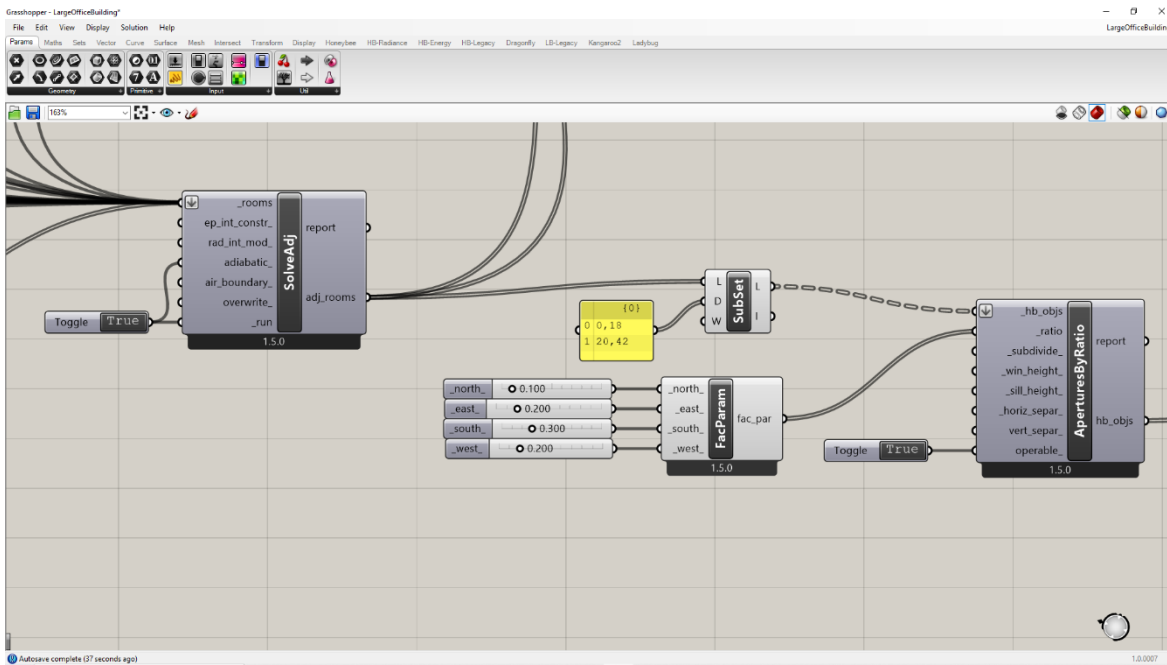 Grasshopper - LargeOfficeBuilding*
File Edit View Display Solution Help
LargeOfficeBuildin
Params Maths Sets Vector Curve Surface Mesh Intersect Transform Display Honeybee HB-Radiance HB-Energy HB-Legacy Dragonfly LB-Legacy Kangaroo2 Ladybug
Geometry Primitive Input Util
163%
_rooms
ep_int_constr_
rad_int_mod_
adiabatic_
air_boundary_
overwrite_
_run
SolveAdj
report
adj_rooms
1.5.0
Toggle True
{0}
0 0,18
1 20,42
L
D
W
SubSet
L
I
_north_ 0.100
_east_ 0.200
_south_ 0.300
_west_ 0.200
_north_
_east_
_south_
_west_
FacParam
fac_par
1.5.0
Toggle True
_hb_objs
_ratio
_subdivide_
_win_height_
_sill_height_
_horiz_separ_
vert_separ_
operable_
AperturesByRatio
report
hb_objs
1.5.0
Autosave complete (37 seconds ago)
1.0.0007